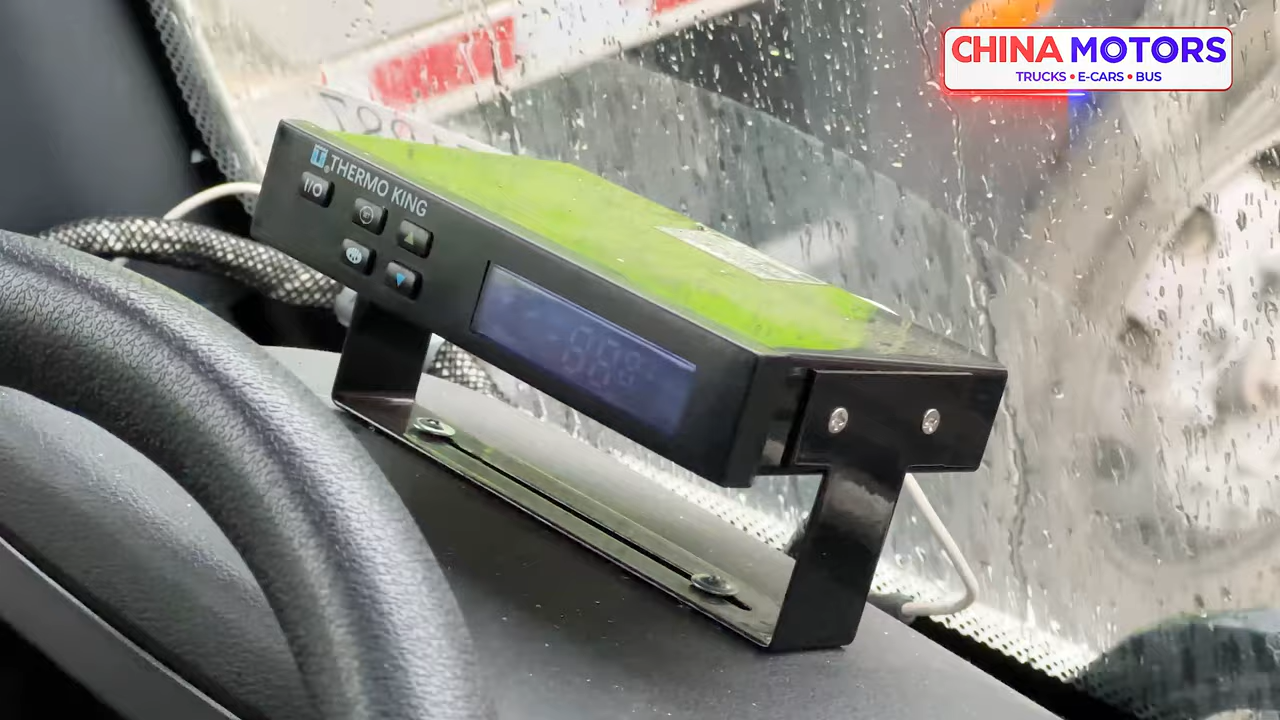 CHINA MOTORS
TRUCKS • E-CARS • BUS
THERMO KING
I/O